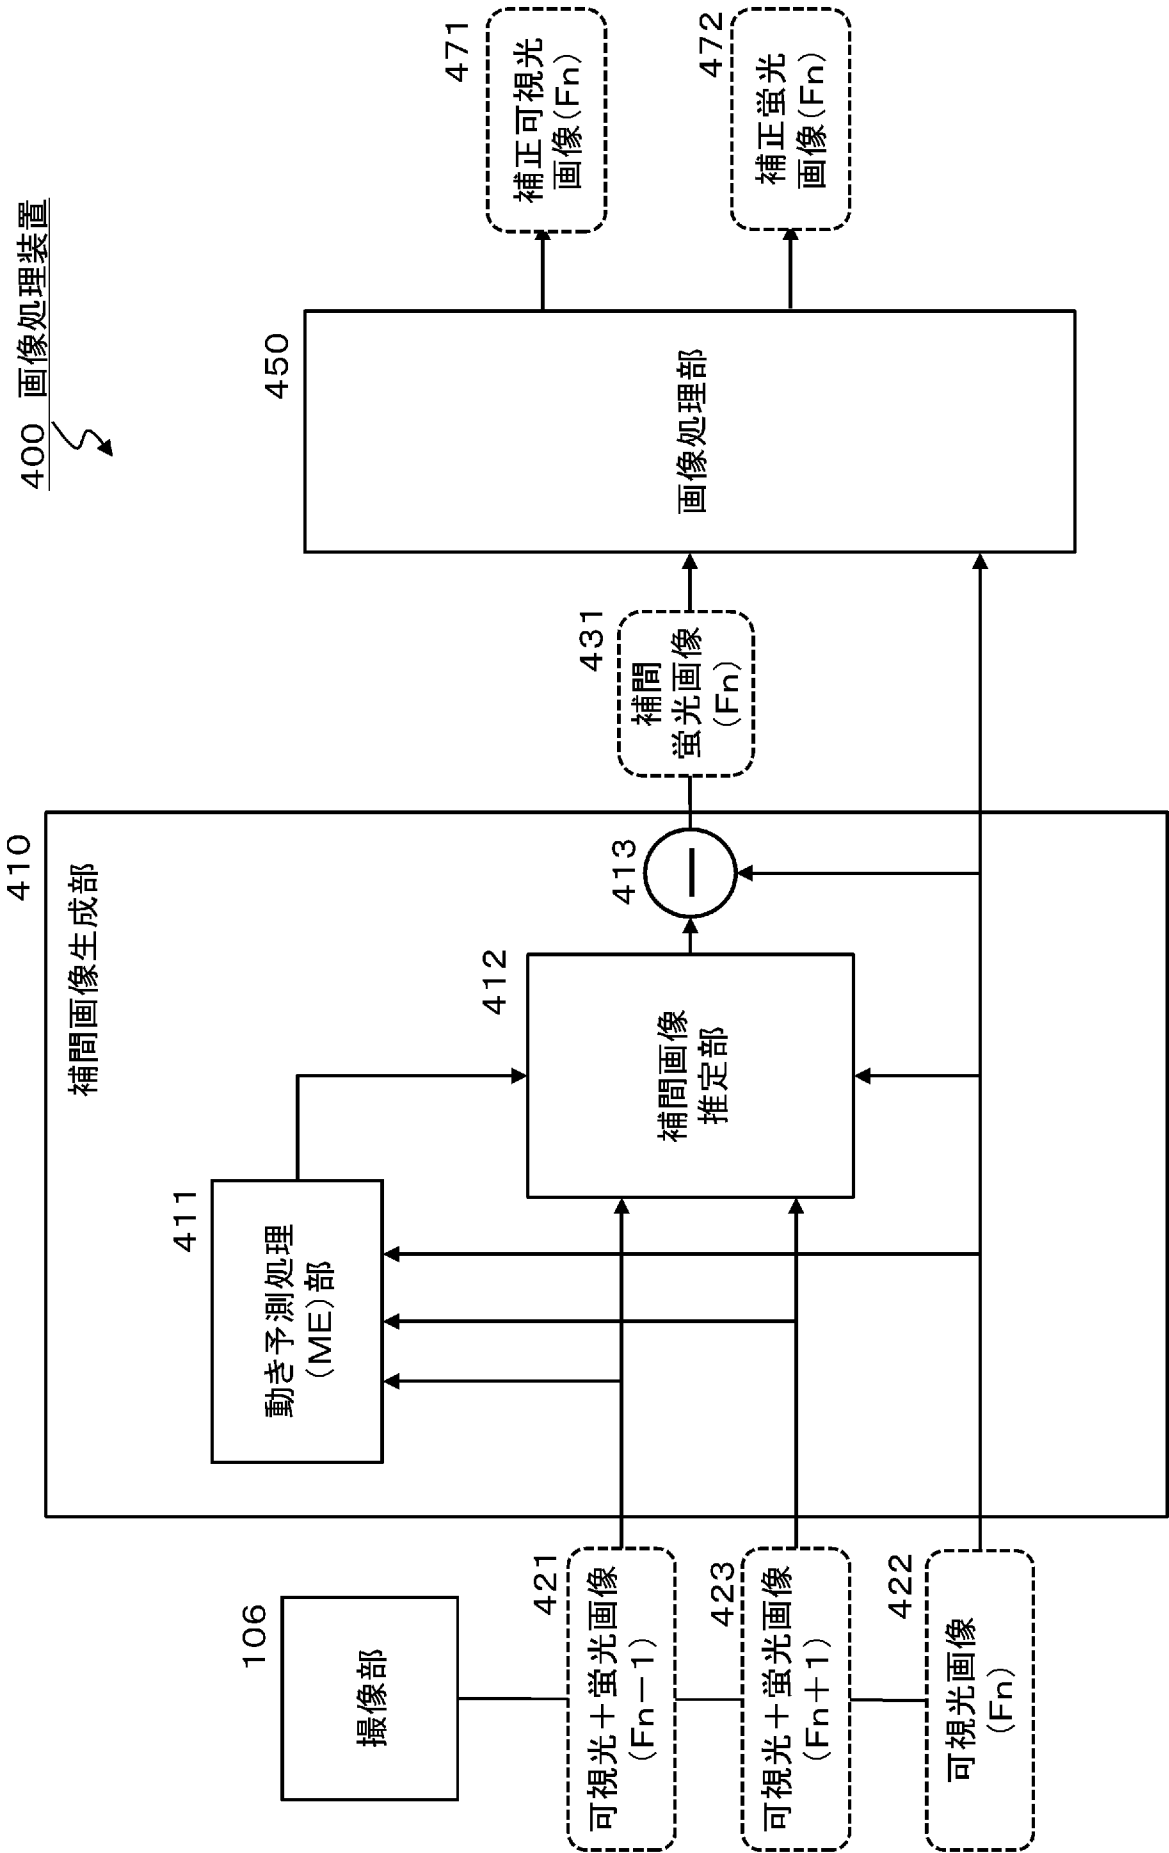 400 画像処理装置
106
撮像部
421
可視光＋蛍光画像
(Fn－1)
423
可視光＋蛍光画像
(Fn＋1)
422
可視光画像
(Fn)
410
補間画像生成部
411
動き予測処理
(ME)部
412
補間画像
推定部
413
431
補間
蛍光画像
(Fn)
450
画像処理部
471
補正可視光
画像(Fn)
472
補正蛍光
画像(Fn)